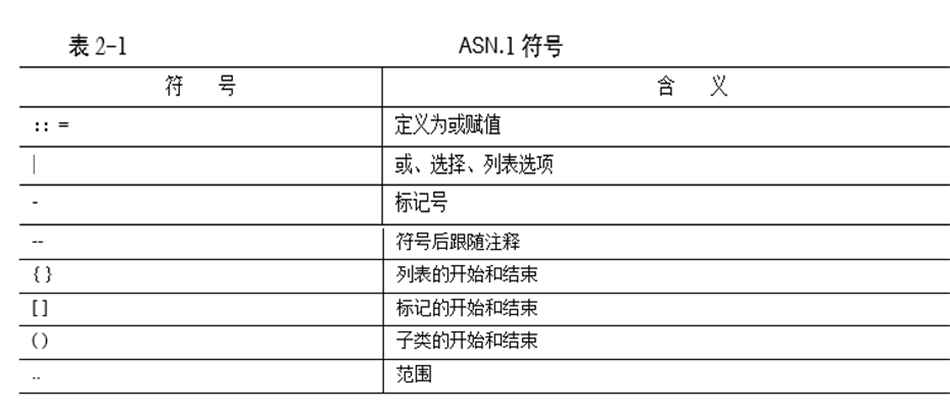 表 2-1 ASN.1 符号
符 号 含 义
:: = 定义为或赋值
| 或、选择、列表选项
- 标记号
-- 符号后跟随注释
{ } 列表的开始和结束
[ ] 标记的开始和结束
( ) 子类的开始和结束
.. 范围